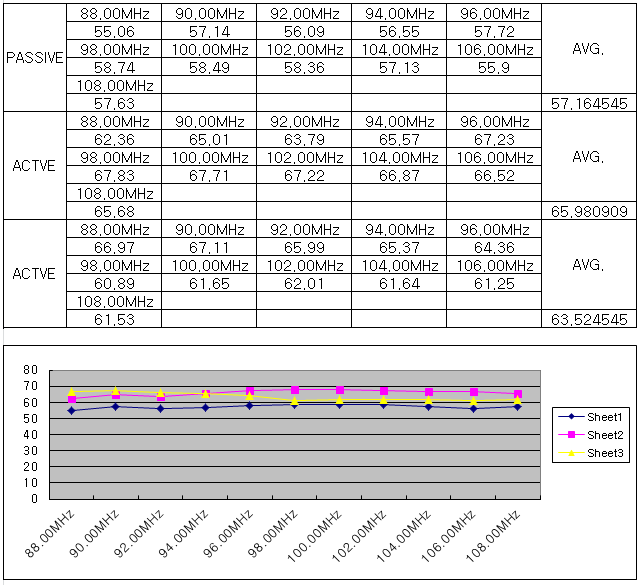 88.00MHz 90.00MHz 92.00MHz 94.00MHz 96.00MHz
55.06 57.14 56.09 56.55 57.72
PASSIVE 98.00MHz 100.00MHz 102.00MHz 104.00MHz 106.00MHz AVG.
58.74 58.49 58.36 57.13 55.9
108.00MHz
57.63 57.164545
88.00MHz 90.00MHz 92.00MHz 94.00MHz 96.00MHz
62.36 65.01 63.79 65.57 67.23
ACTVE 98.00MHz 100.00MHz 102.00MHz 104.00MHz 106.00MHz AVG.
67.83 67.71 67.22 66.87 66.52
108.00MHz
65.68 65.980909
88.00MHz 90.00MHz 92.00MHz 94.00MHz 96.00MHz
66.97 67.11 65.99 65.37 64.36
ACTVE 98.00MHz 100.00MHz 102.00MHz 104.00MHz 106.00MHz AVG.
60.89 61.65 62.01 61.64 61.25
108.00MHz
61.53 63.524545
80
70
60
50
40
30
20
10
0
88.00MHz 90.00MHz 92.00MHz 94.00MHz 96.00MHz 98.00MHz 100.00MHz 102.00MHz 104.00MHz 106.00MHz 108.00MHz
Sheet1
Sheet2
Sheet3